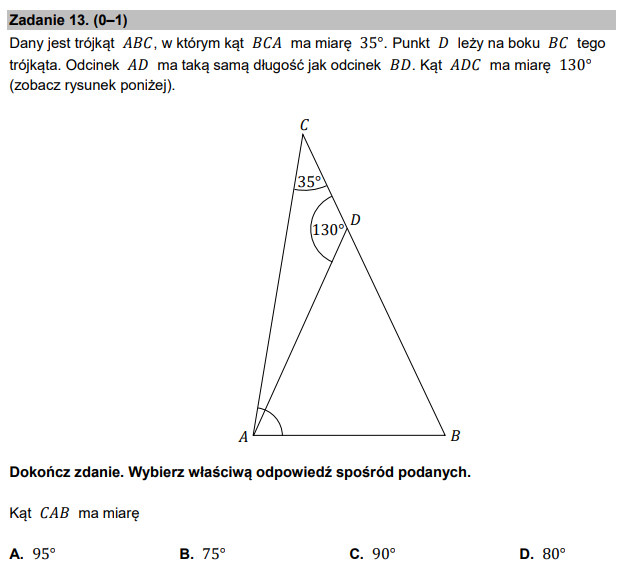 Zadanie 13. (0–1)
Dany jest trójkąt ABC, w którym kąt BCA ma miarę 35°. Punkt D leży na boku BC tego
trójkąta. Odcinek AD ma taką samą długość jak odcinek BD. Kąt ADC ma miarę 130°
(zobacz rysunek poniżej).
C
35°
D
130°
A
B
Dokończ zdanie. Wybierz właściwą odpowiedź spośród podanych.
Kąt CAB ma miarę
A. 95° B. 75° C. 90° D. 80°